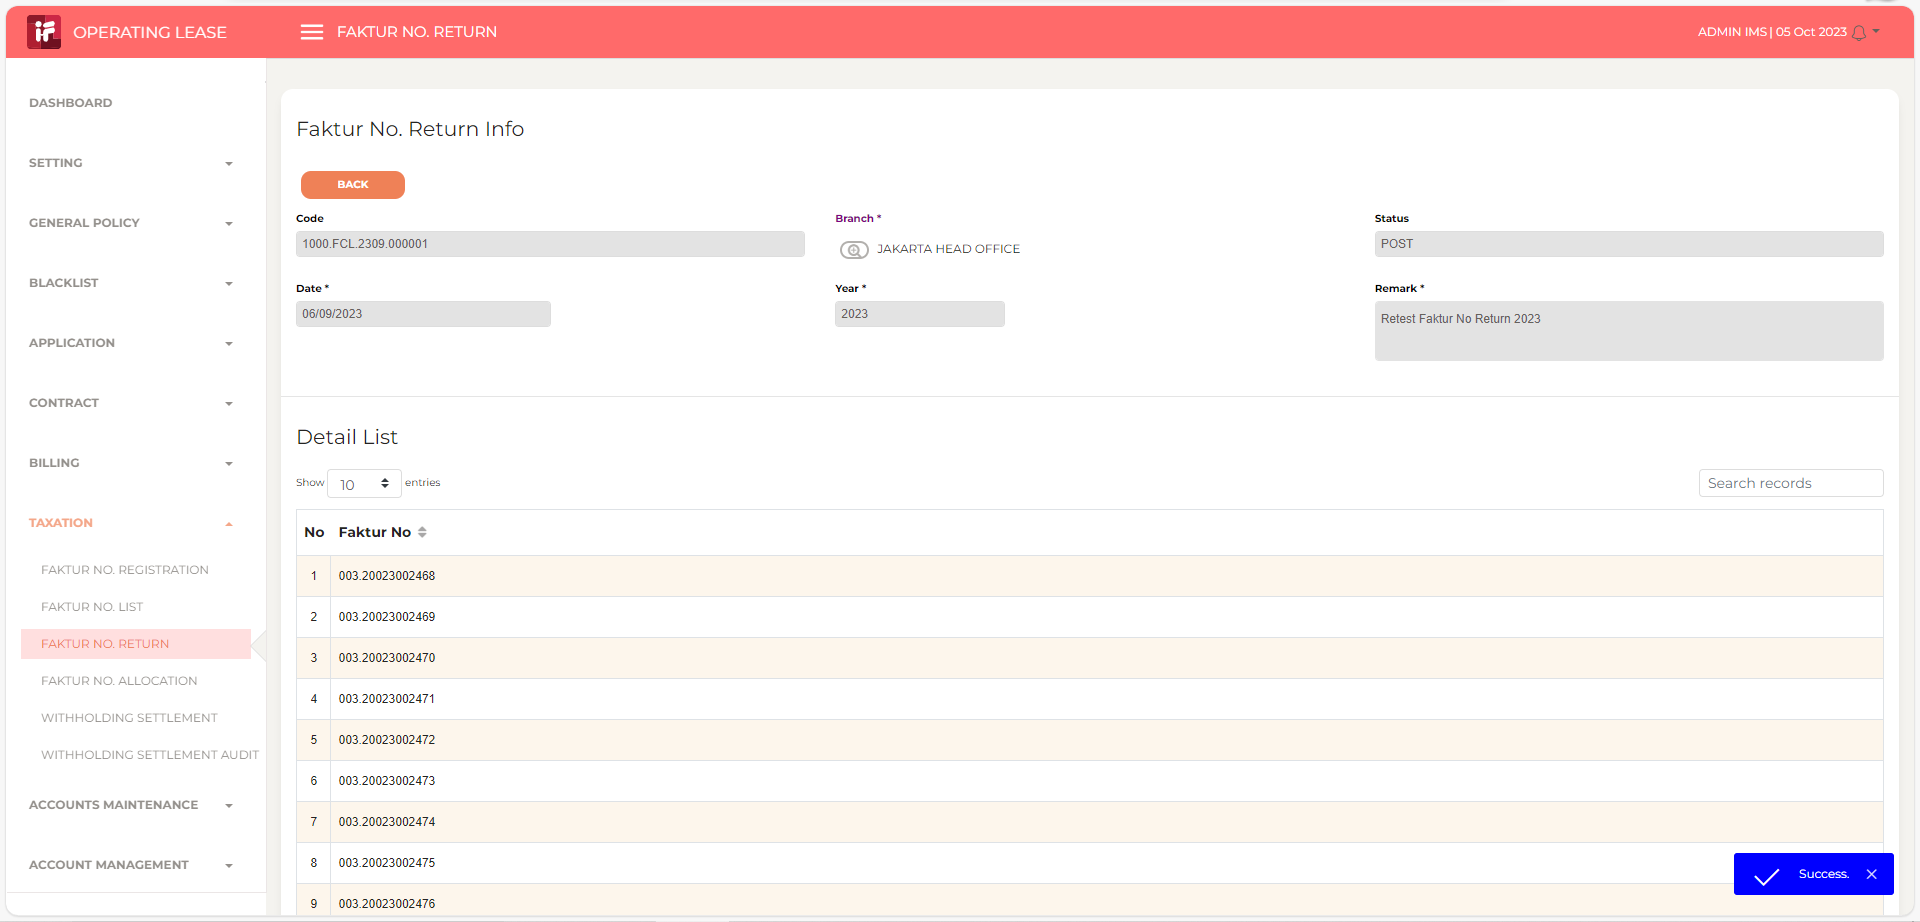 iF OPERATING LEASE
FAKTUR NO. RETURN
ADMIN IMS | 05 Oct 2023
DASHBOARD
SETTING
GENERAL POLICY
BLACKLIST
APPLICATION
CONTRACT
BILLING
TAXATION
FAKTUR NO. REGISTRATION
FAKTUR NO. LIST
FAKTUR NO. RETURN
FAKTUR NO. ALLOCATION
WITHHOLDING SETTLEMENT
WITHHOLDING SETTLEMENT AUDIT
ACCOUNTS MAINTENANCE
ACCOUNT MANAGEMENT
Faktur No. Return Info
BACK
Code
1000.FCL.2309.000001
Branch *
JAKARTA HEAD OFFICE
Status
POST
Date *
06/09/2023
Year *
2023
Remark *
Retest Faktur No Return 2023
Detail List
Show 10 entries
Search records
No Faktur No
1 003.20023002468
2 003.20023002469
3 003.20023002470
4 003.20023002471
5 003.20023002472
6 003.20023002473
7 003.20023002474
8 003.20023002475
9 003.20023002476
Success.